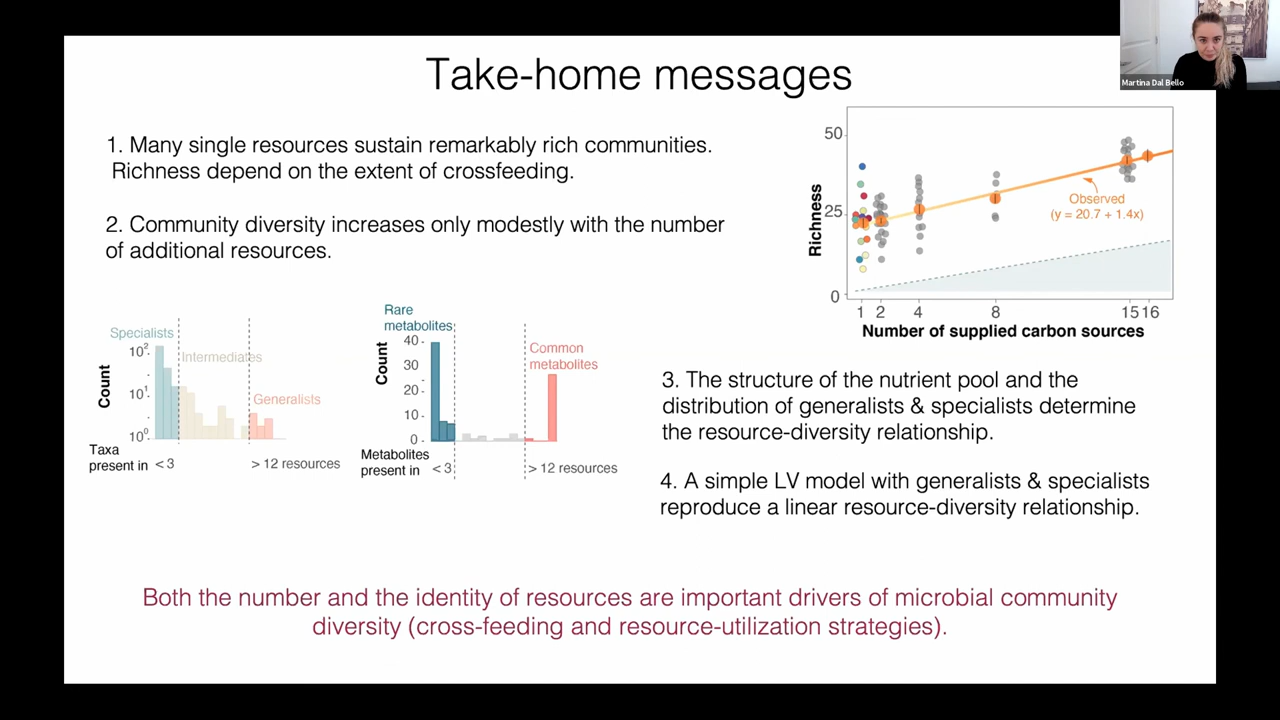 Take-home messages
Martina Dal Bello
1. Many single resources sustain remarkably rich communities.
Richness depend on the extent of crossfeeding.
2. Community diversity increases only modestly with the number
of additional resources.
50
25
0
Richness
Observed
(y = 20.7 + 1.4x)
1 2 4 8 15 16
Number of supplied carbon sources
Specialists
Intermediates
Generalists
Count
10²
10¹
10⁰
Taxa
present in < 3 > 12 resources
Rare
metabolites
Common
metabolites
Count
40
30
20
10
0
Metabolites
present in < 3 > 12 resources
3. The structure of the nutrient pool and the
distribution of generalists & specialists determine
the resource-diversity relationship.
4. A simple LV model with generalists & specialists
reproduce a linear resource-diversity relationship.
Both the number and the identity of resources are important drivers of microbial community
diversity (cross-feeding and resource-utilization strategies).